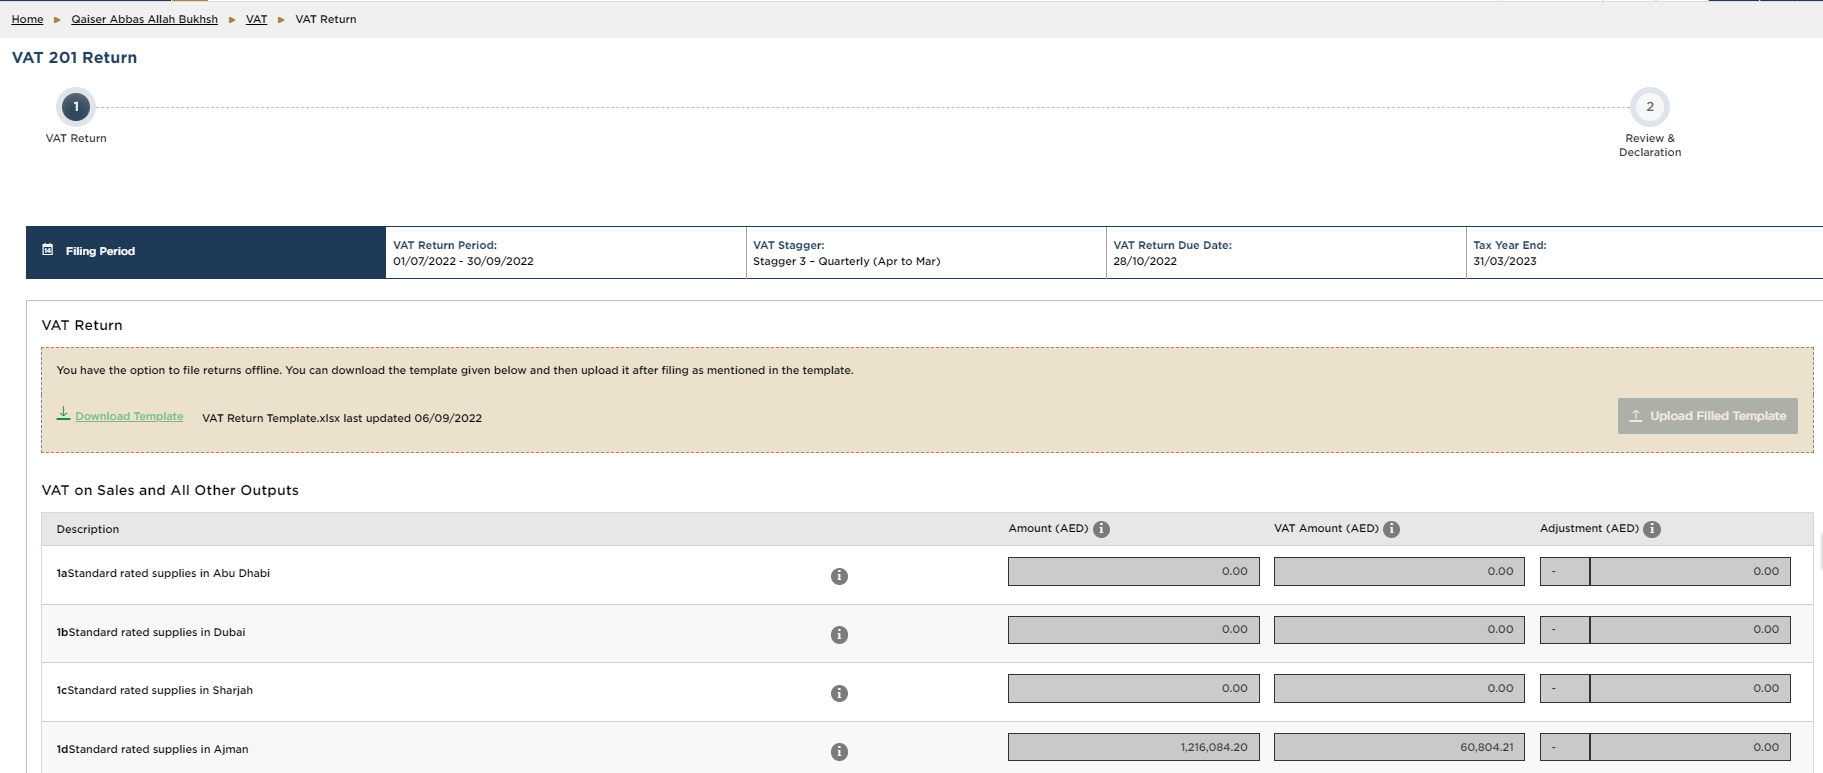 Home ▸ Qaiser Abbas Allah Bukhsh ▸ VAT ▸ VAT Return
VAT 201 Return
1
VAT Return
2
Review &
Declaration
Filing Period
VAT Return Period:
01/07/2022 - 30/09/2022
VAT Stagger:
Stagger 3 – Quarterly (Apr to Mar)
VAT Return Due Date:
28/10/2022
Tax Year End:
31/03/2023
VAT Return
You have the option to file returns offline. You can download the template given below and then upload it after filing as mentioned in the template.
Download Template VAT Return Template.xlsx last updated 06/09/2022 Upload Filled Template
VAT on Sales and All Other Outputs
Description Amount (AED) i VAT Amount (AED) i Adjustment (AED) i
1aStandard rated supplies in Abu Dhabi i 0.00 0.00 - 0.00
1bStandard rated supplies in Dubai i 0.00 0.00 - 0.00
1cStandard rated supplies in Sharjah i 0.00 0.00 - 0.00
1dStandard rated supplies in Ajman i 1,216,084.20 60,804.21 - 0.00